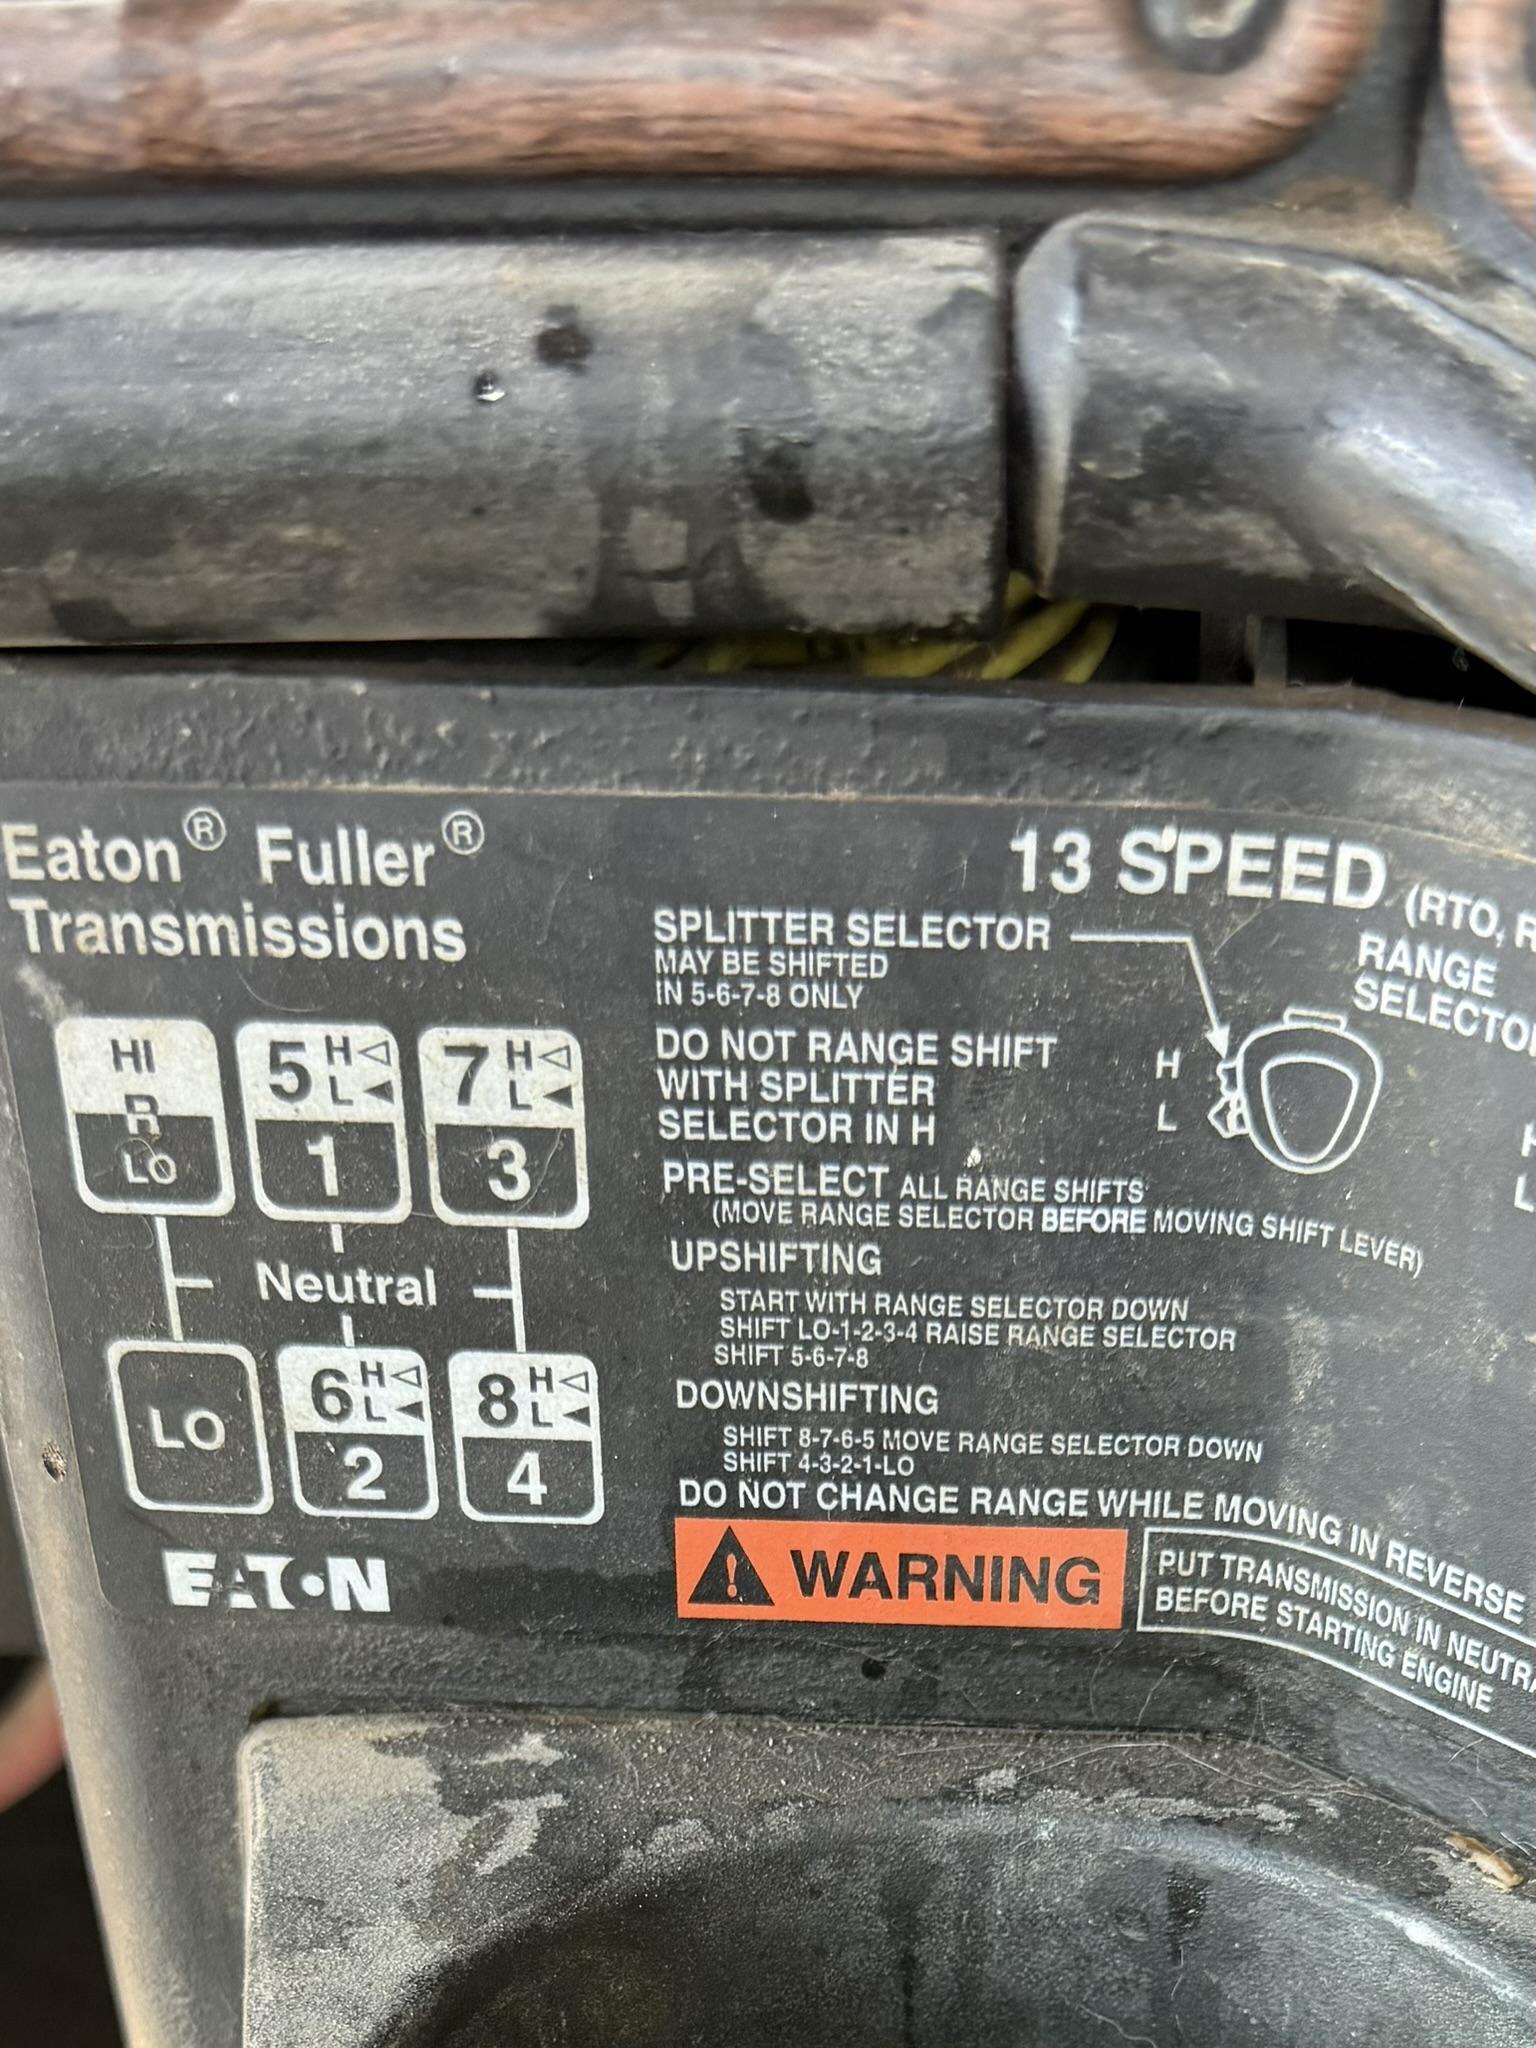 Eaton® Fuller®
Transmissions
13 SPEED (RTO,
SPLITTER SELECTOR
MAY BE SHIFTED
IN 5-6-7-8 ONLY
RANGE
SELECTO
DO NOT RANGE SHIFT
WITH SPLITTER
SELECTOR IN H
H
L
PRE-SELECT ALL RANGE SHIFTS
(MOVE RANGE SELECTOR BEFORE MOVING SHIFT LEVER)
UPSHIFTING
START WITH RANGE SELECTOR DOWN
SHIFT LO-1-2-3-4 RAISE RANGE SELECTOR
SHIFT 5-6-7-8
DOWNSHIFTING
SHIFT 8-7-6-5 MOVE RANGE SELECTOR DOWN
SHIFT 4-3-2-1-LO
DO NOT CHANGE RANGE WHILE MOVING IN REVERSE
WARNING
PUT TRANSMISSION IN NEUTRA
BEFORE STARTING ENGINE
HI
R
LO
5 H
L
1
7 H
L
3
Neutral
LO
6 H
L
2
8 H
L
4
EATON